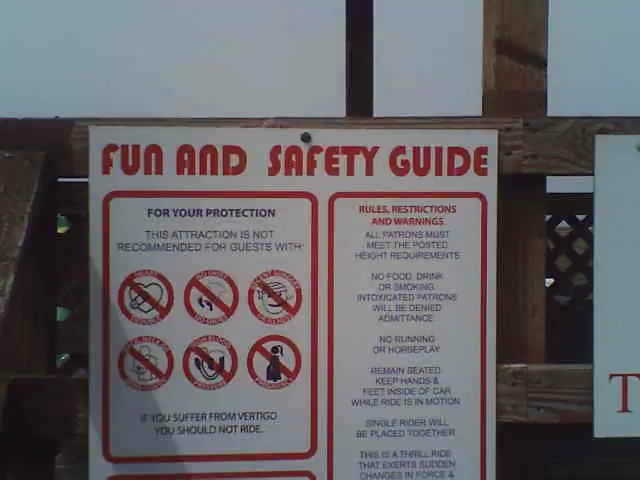 FUN AND SAFETY GUIDE
FOR YOUR PROTECTION
THIS ATTRACTION IS NOT
RECOMMENDED FOR GUESTS WITH:
HEART
IF YOU SUFFER FROM VERTIGO
YOU SHOULD NOT RIDE.
RULES, RESTRICTIONS
AND WARNINGS
ALL PATRONS MUST
MEET THE POSTED
HEIGHT REQUIREMENTS
NO FOOD, DRINK
OR SMOKING
INTOXICATED PATRONS
WILL BE DENIED
ADMITTANCE
NO RUNNING
OR HORSEPLAY
REMAIN SEATED
KEEP HANDS &
FEET INSIDE OF CAR
WHILE RIDE IS IN MOTION
SINGLE RIDER WILL
BE PLACED TOGETHER
THIS IS A THRILL RIDE
THAT EXERTS SUDDEN
CHANGES IN FORCE &
T